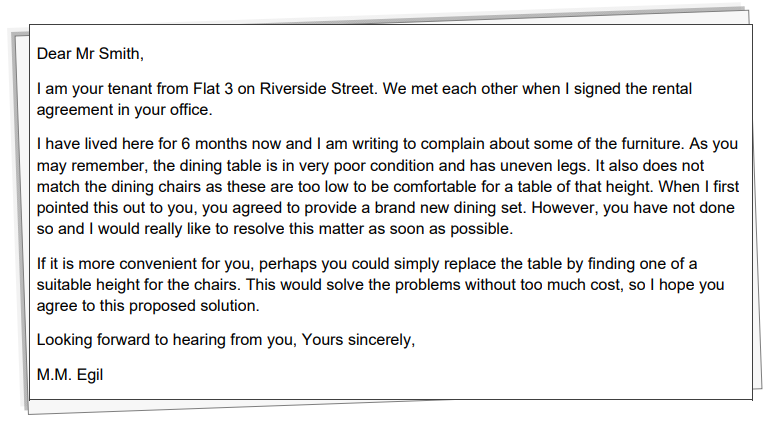 Dear Mr Smith,
I am your tenant from Flat 3 on Riverside Street. We met each other when I signed the rental
agreement in your office.
I have lived here for 6 months now and I am writing to complain about some of the furniture. As you
may remember, the dining table is in very poor condition and has uneven legs. It also does not
match the dining chairs as these are too low to be comfortable for a table of that height. When I first
pointed this out to you, you agreed to provide a brand new dining set. However, you have not done
so and I would really like to resolve this matter as soon as possible.
If it is more convenient for you, perhaps you could simply replace the table by finding one of a
suitable height for the chairs. This would solve the problems without too much cost, so I hope you
agree to this proposed solution.
Looking forward to hearing from you, Yours sincerely,
M.M. Egil